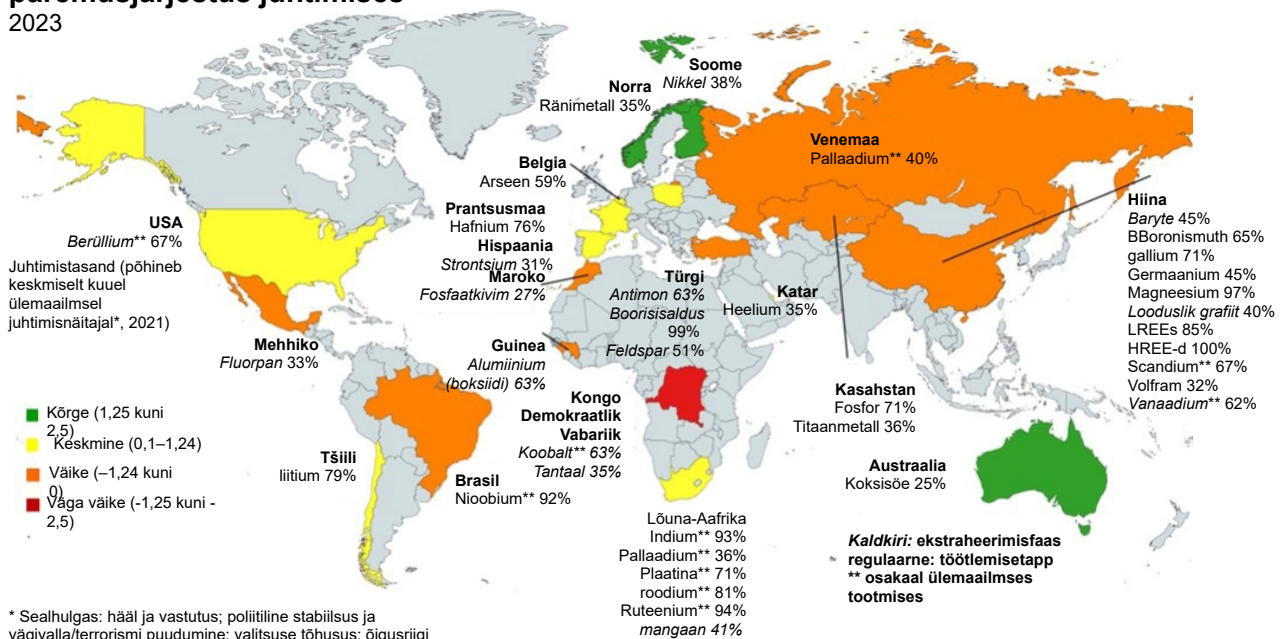 2023
Soome
Nikkel 38%
Norra
Ränimetall 35%
Venemaa
Pallaadium** 40%
Belgia
Arseen 59%
Prantsusmaa
Hafnium 76%
Hispaania
Strontsium 31%
Maroko
Fosfaatkivim 27%
USA
Berüllium** 67%
Juhtimistasand (põhineb
keskmiselt kuuel
ülemaailmsel
juhtimisnäitajal*, 2021)
Türgi
Antimon 63%
Boorisisaldus
99%
Feldspar 51%
Katar
Heelium 35%
Hiina
Baryte 45%
BBoronismuth 65%
gallium 71%
Germaanium 45%
Magneesium 97%
Looduslik grafiit 40%
LREEs 85%
HREE-d 100%
Scandium** 67%
Volfram 32%
Vanaadium** 62%
Mehhiko
Fluorpan 33%
Guinea
Alumiinium
(boksiidi) 63%
Kongo
Demokraatlik
Vabariik
Koobalt** 63%
Tantaal 35%
Kasahstan
Fosfor 71%
Titaanmetall 36%
Kõrge (1,25 kuni
2,5)
Keskmine (0,1–1,24)
Väike (–1,24 kuni
0)
Väga väike (-1,25 kuni -
2,5)
Tšiili
liitium 79%
Brasil
Nioobium** 92%
Austraalia
Koksisöe 25%
Lõuna-Aafrika
Indium** 93%
Pallaadium** 36%
Plaatina** 71%
roodium** 81%
Ruteenium** 94%
mangaan 41%
Kaldkiri: ekstraheerimisfaas
regulaarne: töötlemisetapp
** osakaal ülemaailmses
tootmises
* Sealhulgas: hääl ja vastutus; poliitiline stabiilsus ja
vägivalla/terrorismi puudumine; valitsuse tõhusus; õigusriigi